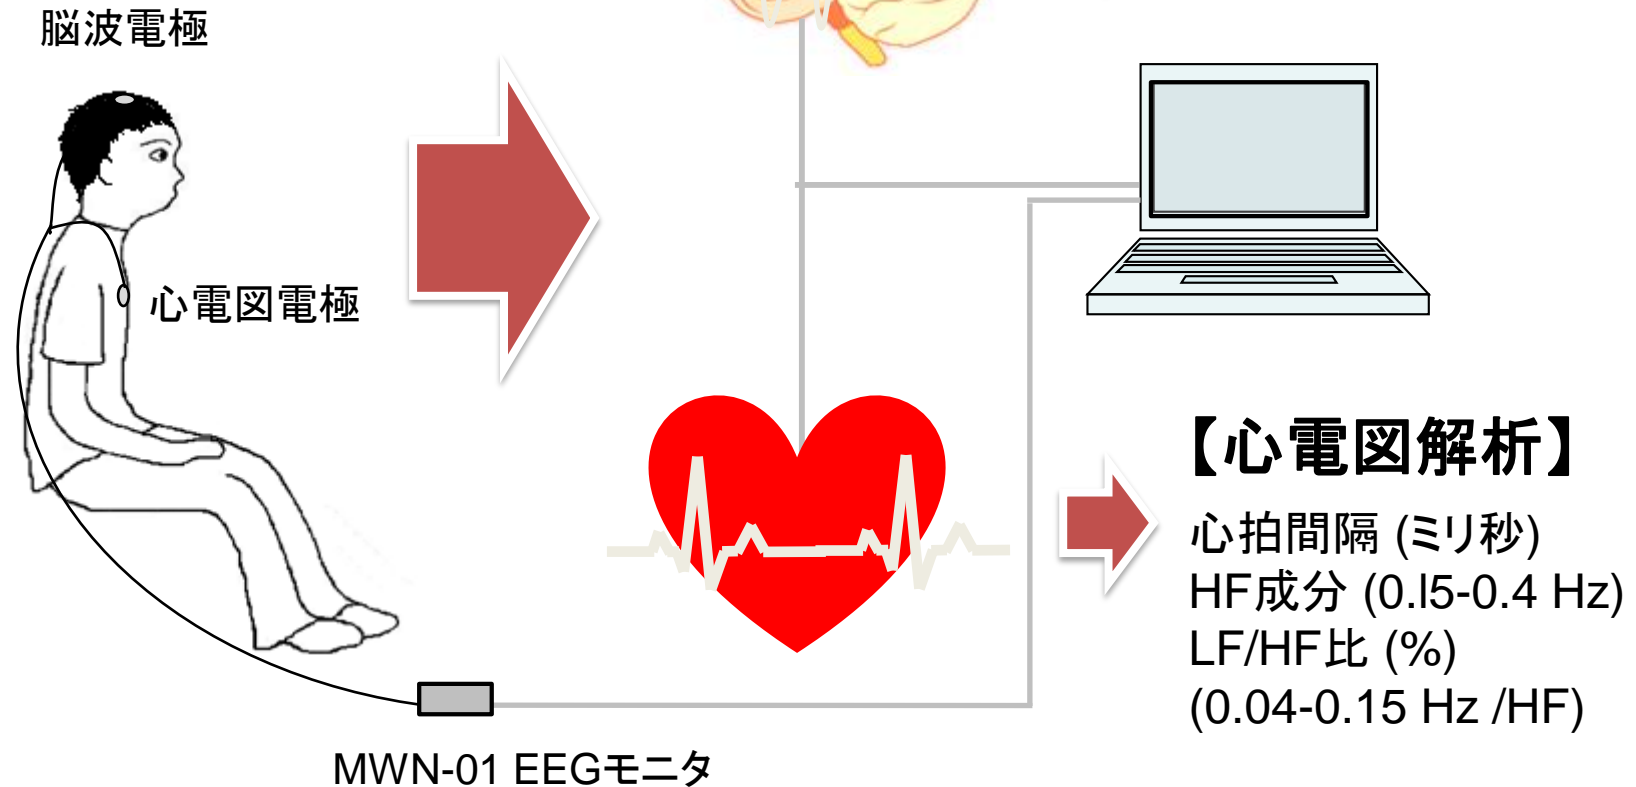 脳波電極
心電図電極
【心電図解析】
心拍間隔 (ミリ秒)
HF成分 (0.l5-0.4 Hz)
LF/HF比 (%)
(0.04-0.15 Hz /HF)
MWN-01 EEGモニタ